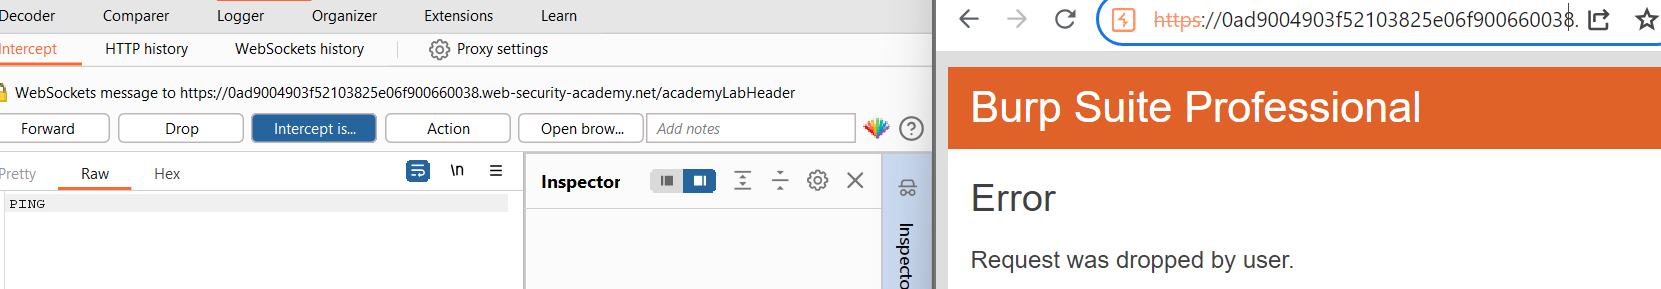 Decoder Comparer Logger Organizer Extensions Learn
Intercept HTTP history WebSockets history Proxy settings
WebSockets message to https://0ad9004903f52103825e06f900660038.web-security-academy.net/academyLabHeader
Forward Drop Intercept is... Action Open brow... Add notes
Pretty Raw Hex \n
PING
Inspector
Inspecto
https://0ad9004903f52103825e06f900660038.
Burp Suite Professional
Error
Request was dropped by user.